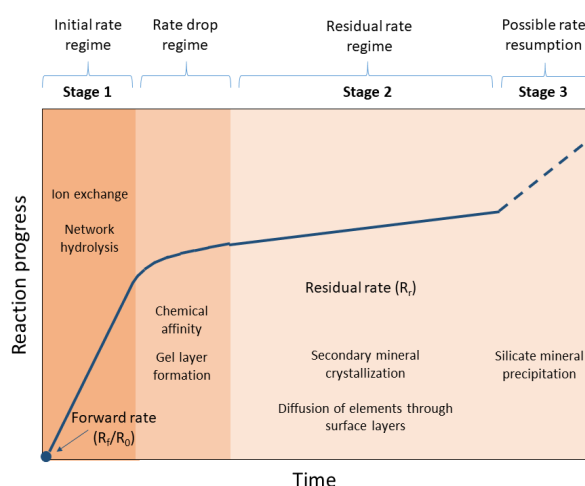 Initial rate
regime
Rate drop
regime
Residual rate
regime
Possible rate
resumption
Stage 1
Stage 2
Stage 3
Reaction progress
Ion exchange
Network
hydrolysis
Chemical
affinity
Gel layer
formation
Residual rate (Rᵣ)
Secondary mineral
crystallization
Diffusion of elements through
surface layers
Silicate mineral
precipitation
Forward rate
(R_f/R₀)
Time